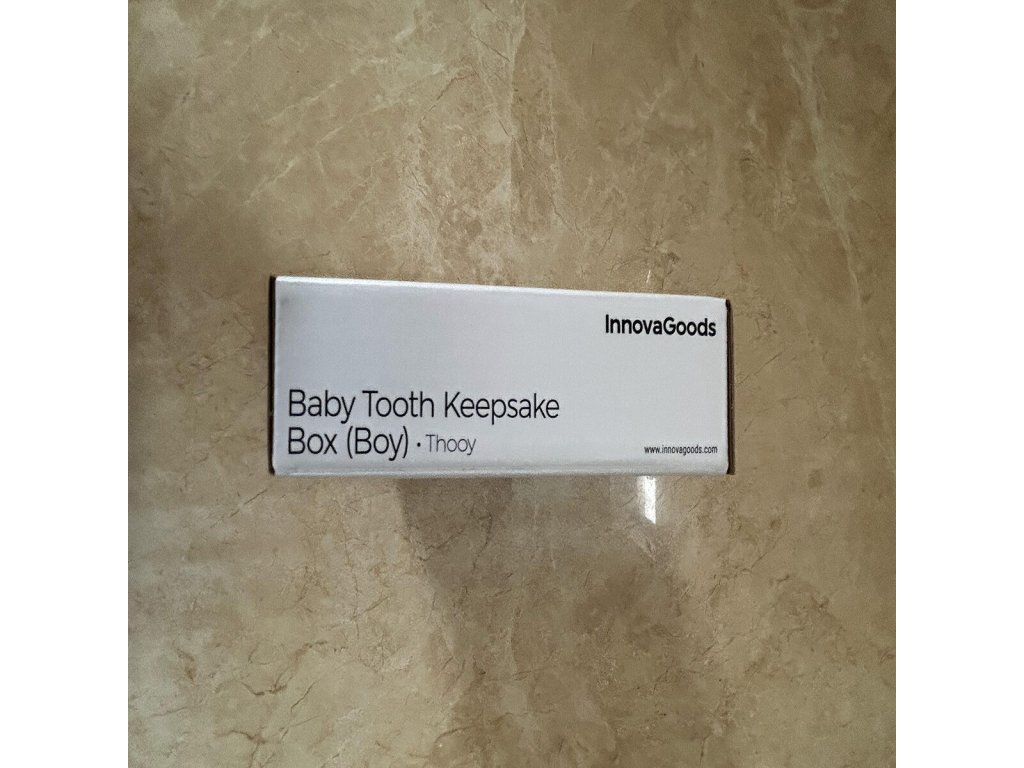 InnovaGoods
Baby Tooth Keepsake
Box (Boy) • Thooy
www.innovagoods.com